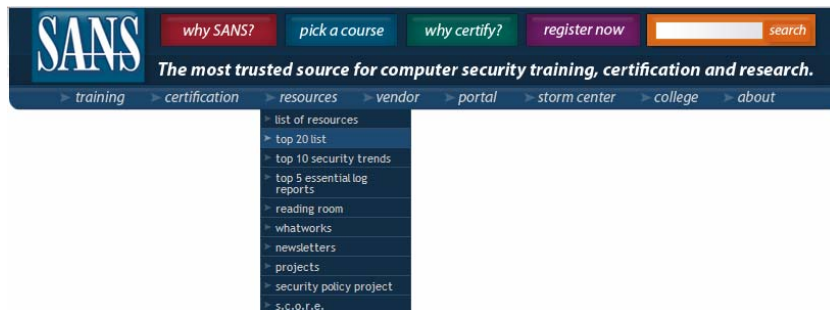 SANS
why SANS?
pick a course
why certify?
register now
search
The most trusted source for computer security training, certification and research.
training
certification
resources
vendor
portal
storm center
college
about
list of resources
top 20 list
top 10 security trends
top 5 essential log
reports
reading room
whatworks
newsletters
projects
security policy project
s.c.o.r.e.